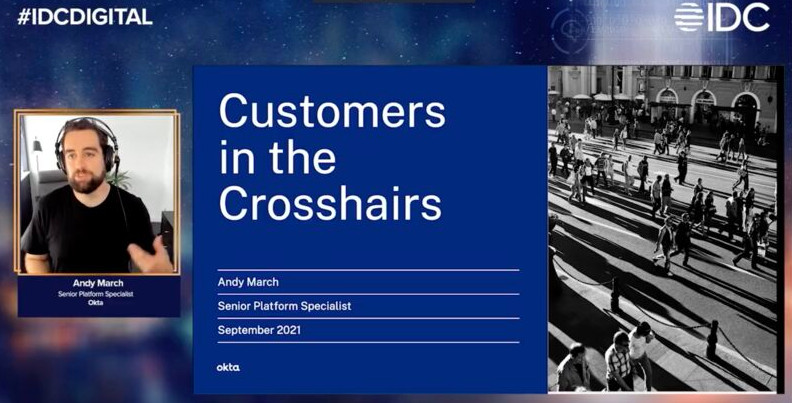 #IDCDIGITAL
IDC
Customers
in the
Crosshairs
Andy March
Senior Platform Specialist
September 2021
okta
Andy March
Senior Platform Specialist
Okta